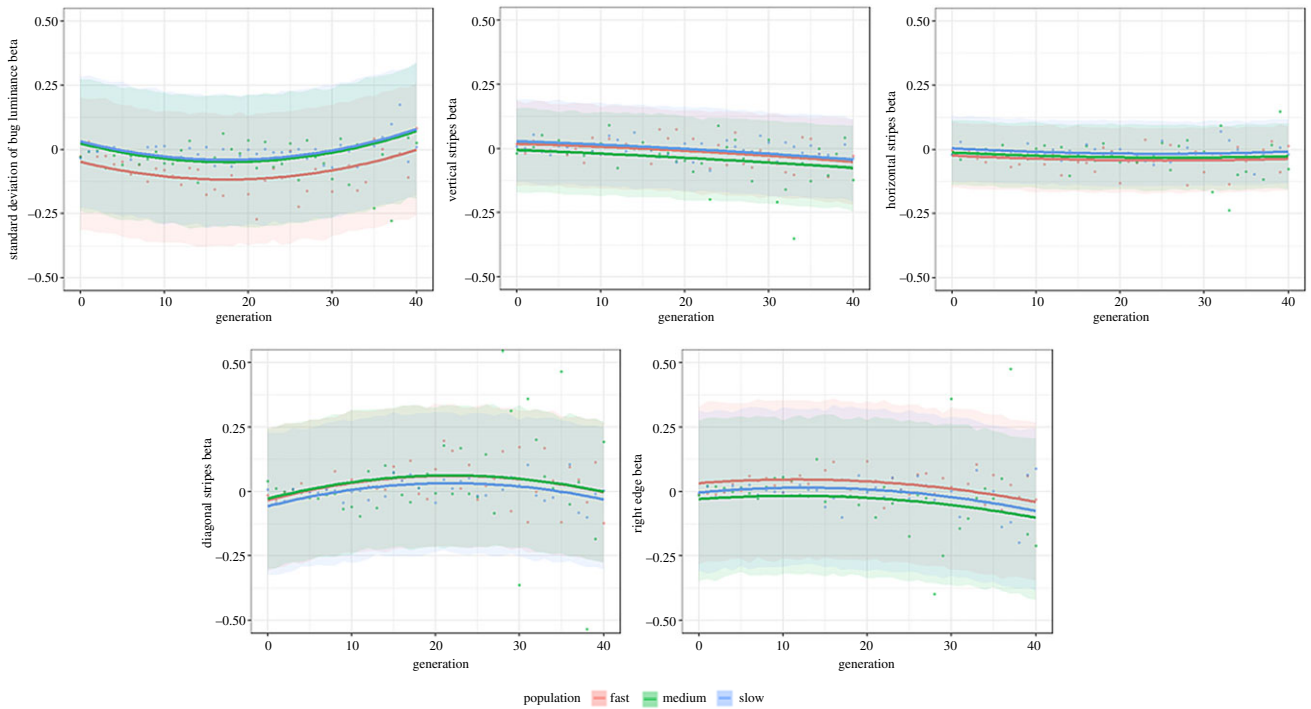 standard deviation of bug luminance beta
0.50
0.25
0
–0.25
–0.50
0 10 20 30 40
generation
vertical stripes beta
0.50
0.25
0
–0.25
–0.50
0 10 20 30 40
generation
horizontal stripes beta
0.50
0.25
0
–0.25
–0.50
0 10 20 30 40
generation
diagonal stripes beta
0.50
0.25
0
–0.25
–0.50
0 10 20 30 40
generation
right edge beta
0.50
0.25
0
–0.25
–0.50
0 10 20 30 40
generation
population fast medium slow